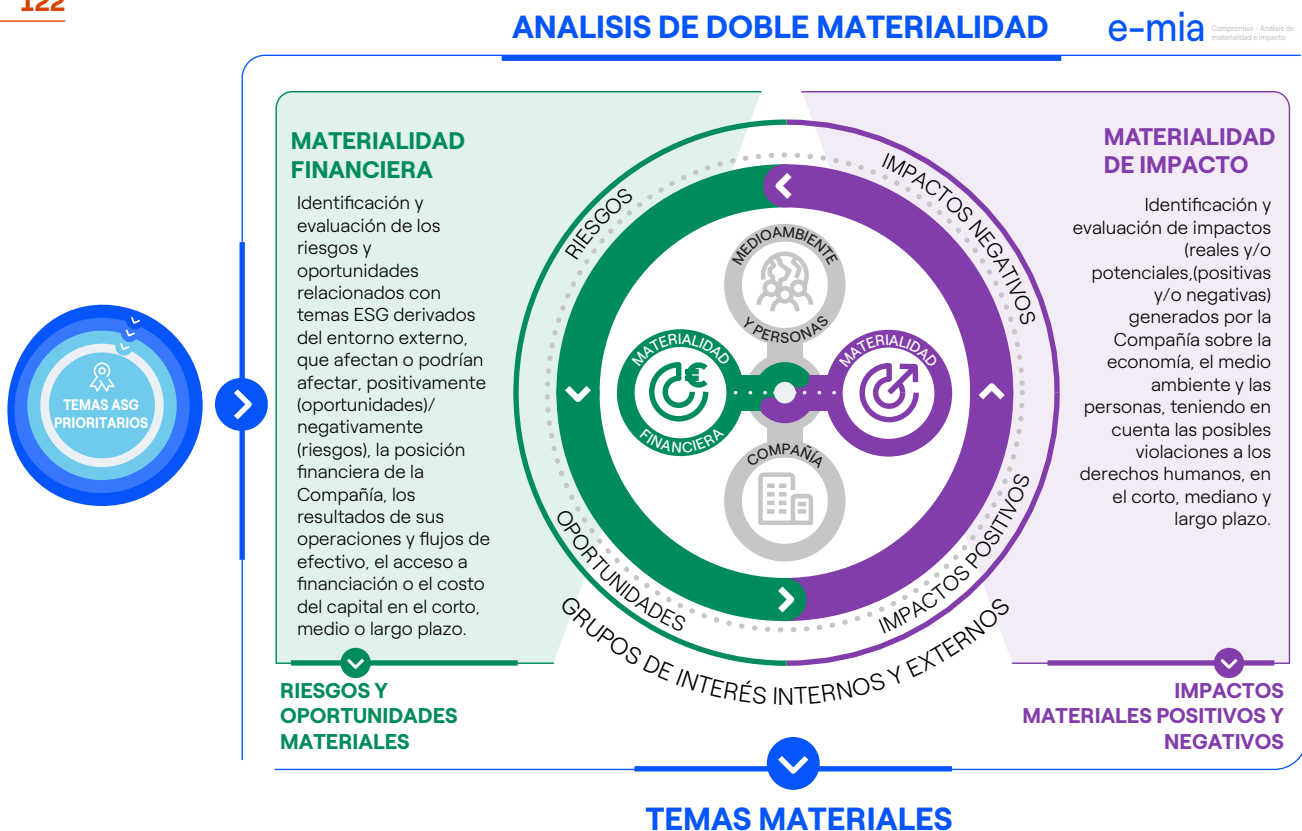 122
ANALISIS DE DOBLE MATERIALIDAD
e-mia
Compromiso - Análisis de
materialidad e impacto
MATERIALIDAD
FINANCIERA
Identificación y
evaluación de los
riesgos y
oportunidades
relacionados con
temas ESG derivados
del entorno externo,
que afectan o podrían
afectar, positivamente
(oportunidades)/
negativamente
(riesgos), la posición
financiera de la
Compañía, los
resultados de sus
operaciones y flujos de
efectivo, el acceso a
financiación o el costo
del capital en el corto,
medio o largo plazo.
RIESGOS Y
OPORTUNIDADES
MATERIALES
TEMAS ASG
PRIORITARIOS
RIESGOS
IMPACTOS NEGATIVOS
MEDIOAMBIENTE
Y PERSONAS
MATERIALIDAD
FINANCIERA
€
MATERIALIDAD
COMPAÑÍA
OPORTUNIDADES
IMPACTOS POSITIVOS
GRUPOS DE INTERÉS INTERNOS Y EXTERNOS
MATERIALIDAD
DE IMPACTO
Identificación y
evaluación de impactos
(reales y/o
potenciales,(positivas
y/o negativas)
generados por la
Compañía sobre la
economía, el medio
ambiente y las
personas, teniendo en
cuenta las posibles
violaciones a los
derechos humanos, en
el corto, mediano y
largo plazo.
IMPACTOS
MATERIALES POSITIVOS Y
NEGATIVOS
TEMAS MATERIALES